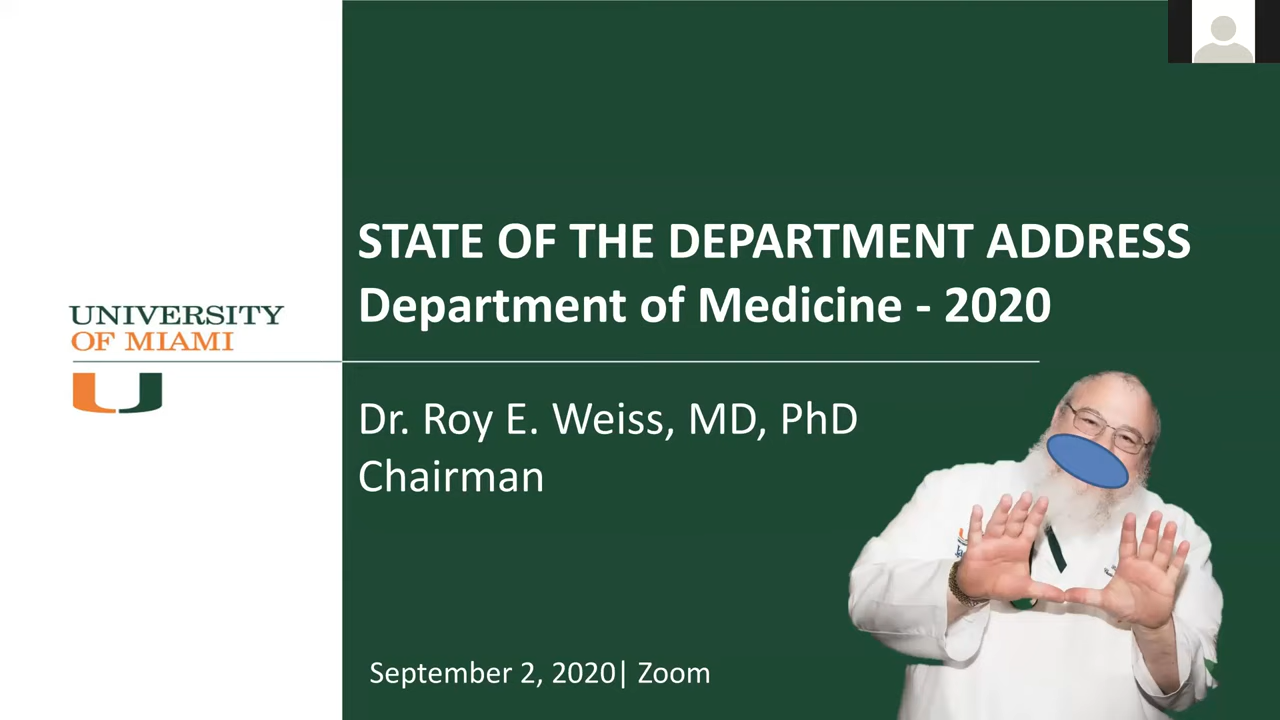 STATE OF THE DEPARTMENT ADDRESS
Department of Medicine - 2020
UNIVERSITY
OF MIAMI
Dr. Roy E. Weiss, MD, PhD
Chairman
September 2, 2020| Zoom